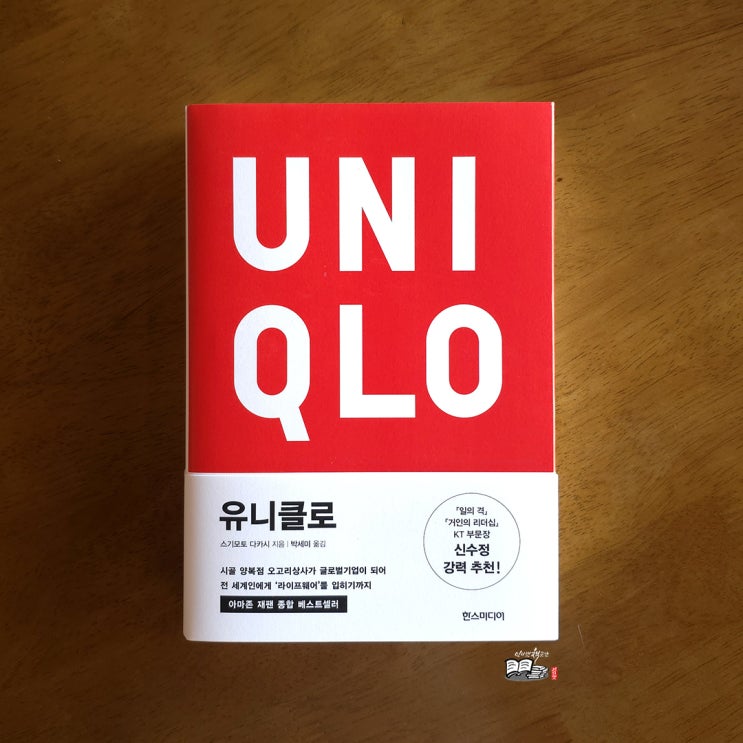 UNI
QLO
유니클로
스기모토 다카시 지음 | 박세미 옮김
시골 양복점 오고리상사가 글로벌기업이 되어
전 세계인에게 ‘라이프웨어’를 입히기까지
아마존 재팬 종합 베스트셀러
『일의 격』
『거인의 리더십』
KT 부문장
신수정
강력 추천!
한스미디어